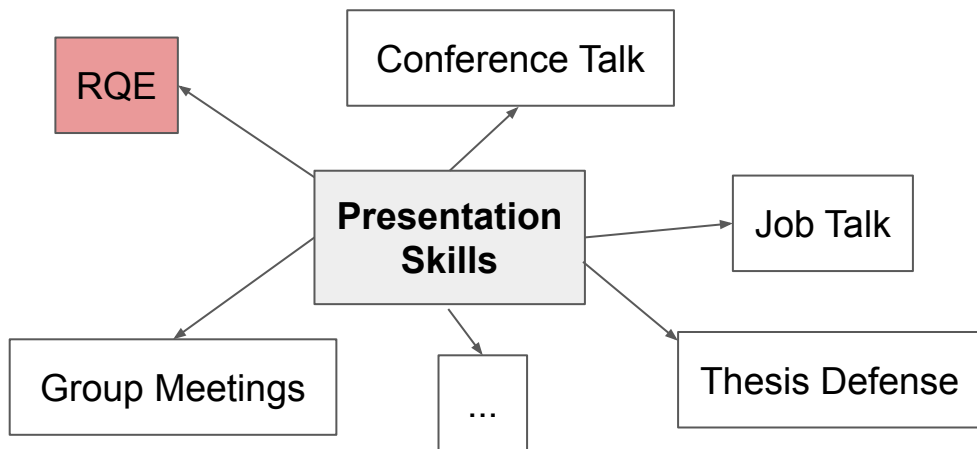 RQE
Conference Talk
Presentation
Skills
Job Talk
Group Meetings
...
Thesis Defense